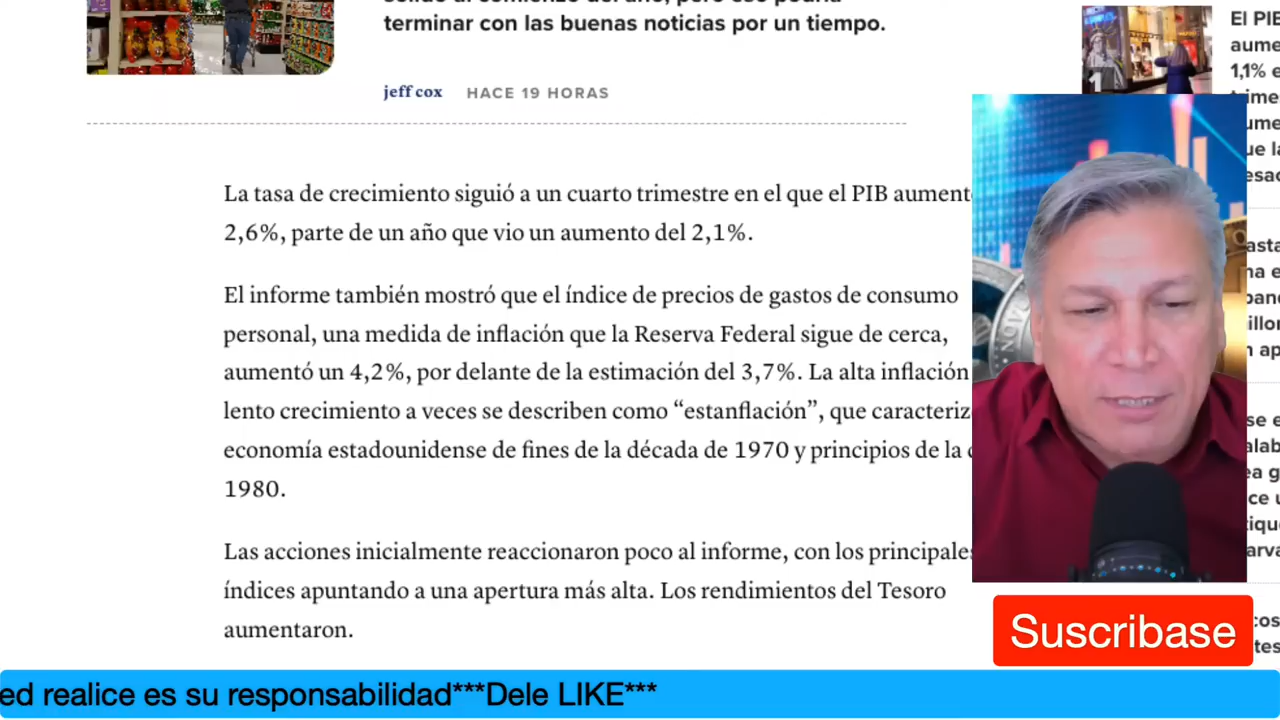 terminar con las buenas noticias por un tiempo.
jeff cox HACE 19 HORAS
La tasa de crecimiento siguió a un cuarto trimestre en el que el PIB
2,6%, parte de un año que vio un aumento del 2,1%.
El informe también mostró que el índice de precios de gastos de consumo
personal, una medida de inflación que la Reserva Federal sigue de cerca,
aumentó un 4,2%, por delante de la estimación del 3,7%. La alta inflación
lento crecimiento a veces se describen como “estanflación”, que
economía estadounidense de fines de la década de 1970 y principios de la
1980.
Las acciones inicialmente reaccionaron poco al informe, con los principales
índices apuntando a una apertura más alta. Los rendimientos del Tesoro
aumentaron.
El PIB
1
1,1% e
Suscribase
ed realice es su responsabilidad***Dele LIKE***